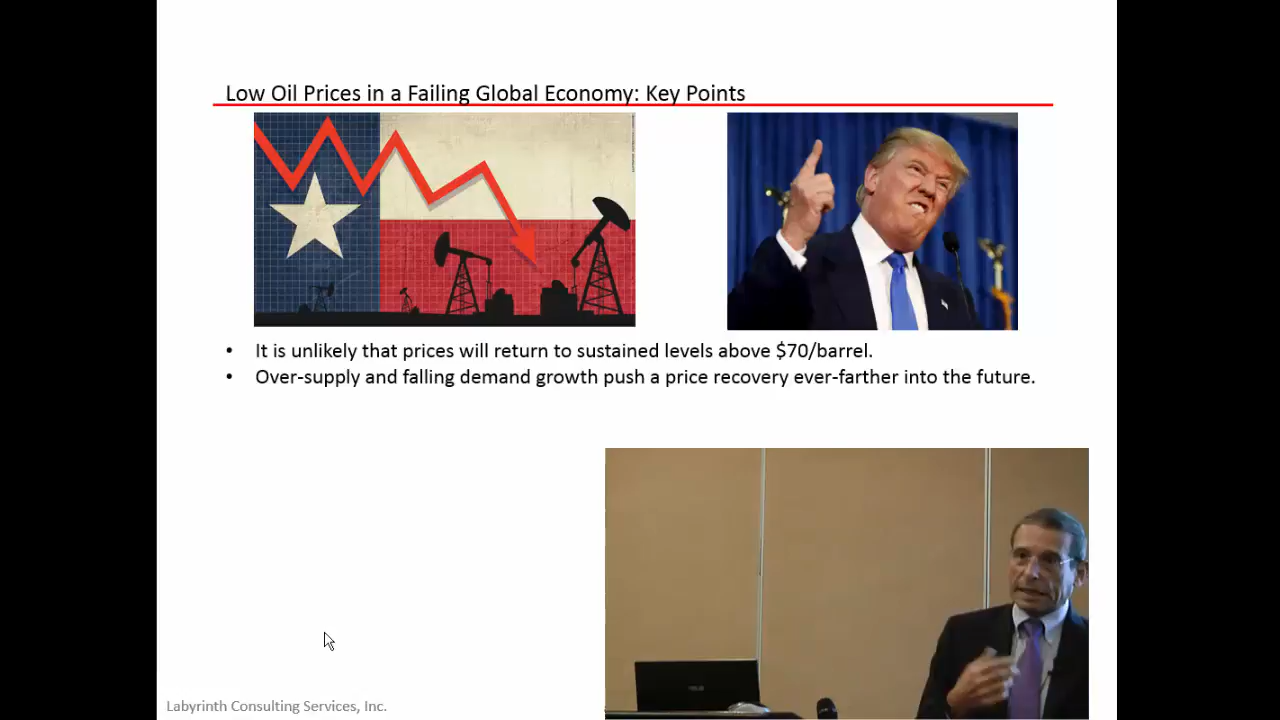 Low Oil Prices in a Failing Global Economy: Key Points
• It is unlikely that prices will return to sustained levels above $70/barrel.
• Over-supply and falling demand growth push a price recovery ever-farther into the future.
Labyrinth Consulting Services, Inc.